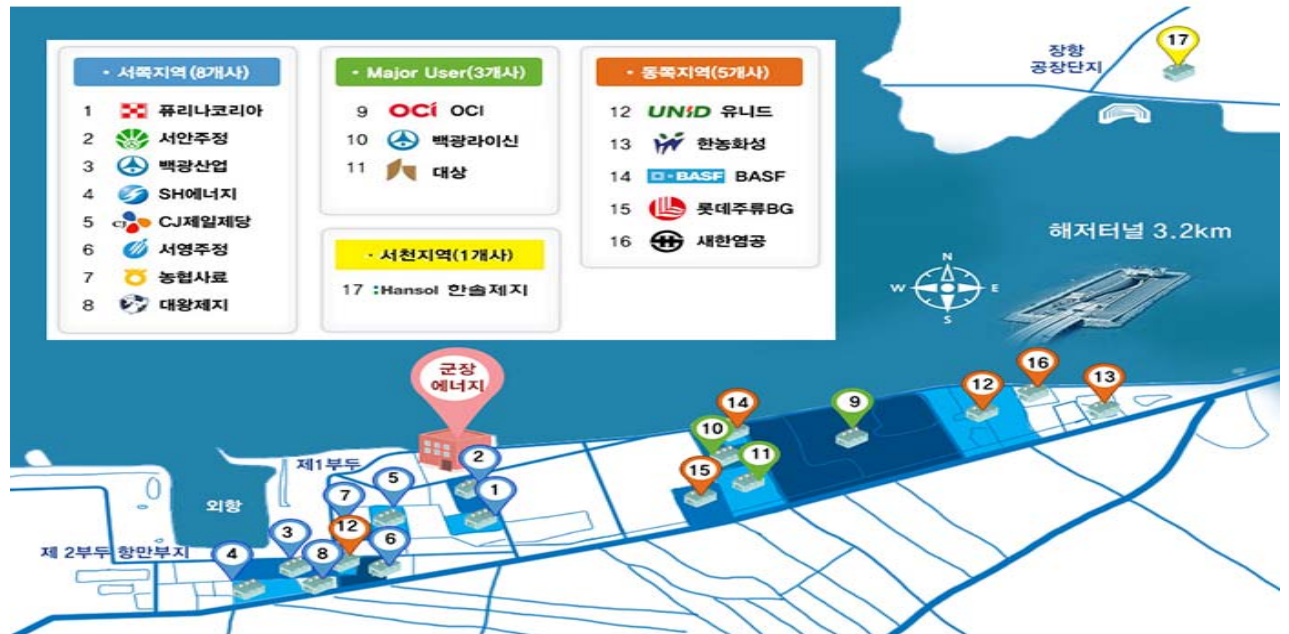 · 서쪽지역(8개사)
1 퓨리나코리아
2 서안주정
3 백광산업
4 SH에너지
5 CJ CJ제일제당
6 서영주정
7 농협사료
8 대왕제지
· Major User(3개사)
9 OCI OCI
10 백광라이신
11 대상
· 서천지역(1개사)
17 :Hansol 한솔제지
· 동쪽지역(5개사)
12 UNID 유니드
13 한농화성
14 BASF BASF
15 롯데주류BG
16 새한염공
17
장항
공장단지
해저터널 3.2km
N
W E
S
군장
에너지
16
12
13
14
9
10
11
15
2
1
제1부두
5
7
12
외항
3
8
6
제 2부두 항만부지
4